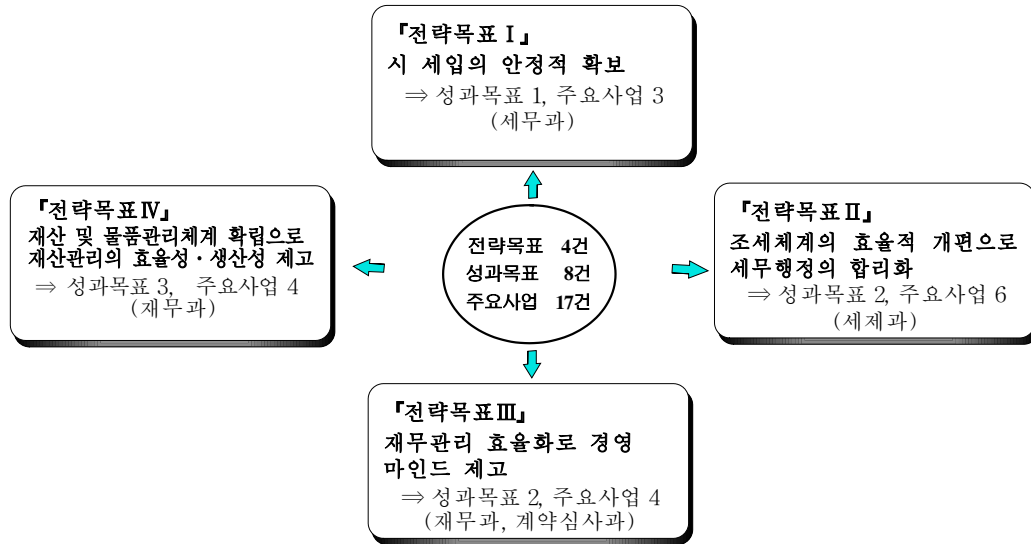 『전략목표Ⅰ』
시 세입의 안정적 확보
⇒ 성과목표 1, 주요사업 3
(세무과)
『전략목표Ⅳ』
재산 및 물품관리체계 확립으로
재산관리의 효율성·생산성 제고
⇒ 성과목표 3, 주요사업 4
(재무과)
전략목표 4건
성과목표 8건
주요사업 17건
『전략목표Ⅱ』
조세체계의 효율적 개편으로
세무행정의 합리화
⇒ 성과목표 2, 주요사업 6
(세제과)
『전략목표Ⅲ』
재무관리 효율화로 경영
마인드 제고
⇒ 성과목표 2, 주요사업 4
(재무과, 계약심사과)